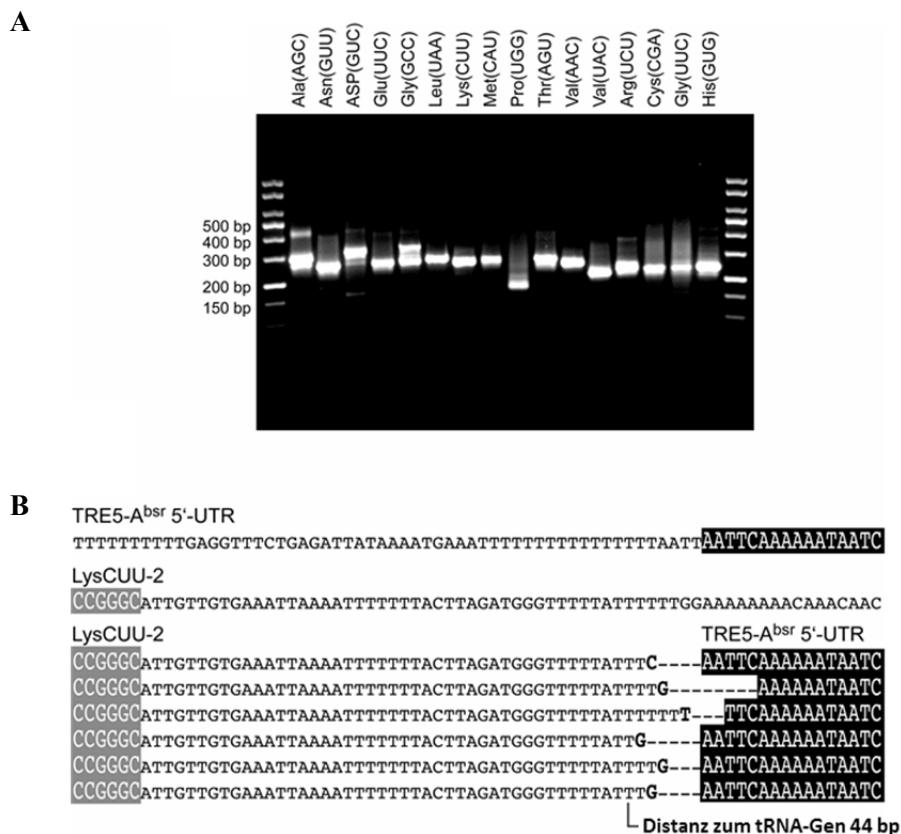 A
Ala(AGC)
Asn(GUU)
ASP(GUC)
Glu(UUC)
Gly(GCC)
Leu(UAA)
Lys(CUU)
Met(CAU)
Pro(UGG)
Thr(AGU)
Val(AAC)
Val(UAC)
Arg(UCU)
Cys(CGA)
Gly(UUC)
His(GUG)
500 bp
400 bp
300 bp
200 bp
150 bp
B
TRE5-Absr 5‘-UTR
TTTTTTTTTTGAGGTTTCTGAGATTATAAAATGAAATTTTTTTTTTTTTTTTAATTAATTCAAAAAATAATC
LysCUU-2
CCGGGCATTGTTGTGAAATTAAAATTTTTTTACTTAGATGGGTTTTTATTTTTTGGAAAAAAAACAAACAAC
LysCUU-2 TRE5-Absr 5‘-UTR
CCGGGCATTGTTGTGAAATTAAAATTTTTTTACTTAGATGGGTTTTTATTTC----AATTCAAAAAATAATC
CCGGGCATTGTTGTGAAATTAAAATTTTTTTACTTAGATGGGTTTTTATTTTG--------AAAAAATAATC
CCGGGCATTGTTGTGAAATTAAAATTTTTTTACTTAGATGGGTTTTTATTTTTTT---TTCAAAAAATAATC
CCGGGCATTGTTGTGAAATTAAAATTTTTTTACTTAGATGGGTTTTTATTG-----AATTCAAAAAATAATC
CCGGGCATTGTTGTGAAATTAAAATTTTTTTACTTAGATGGGTTTTTATTTTG---AATTCAAAAAATAATC
CCGGGCATTGTTGTGAAATTAAAATTTTTTTACTTAGATGGGTTTTTATTTG----AATTCAAAAAATAATC
Distanz zum tRNA-Gen 44 bp